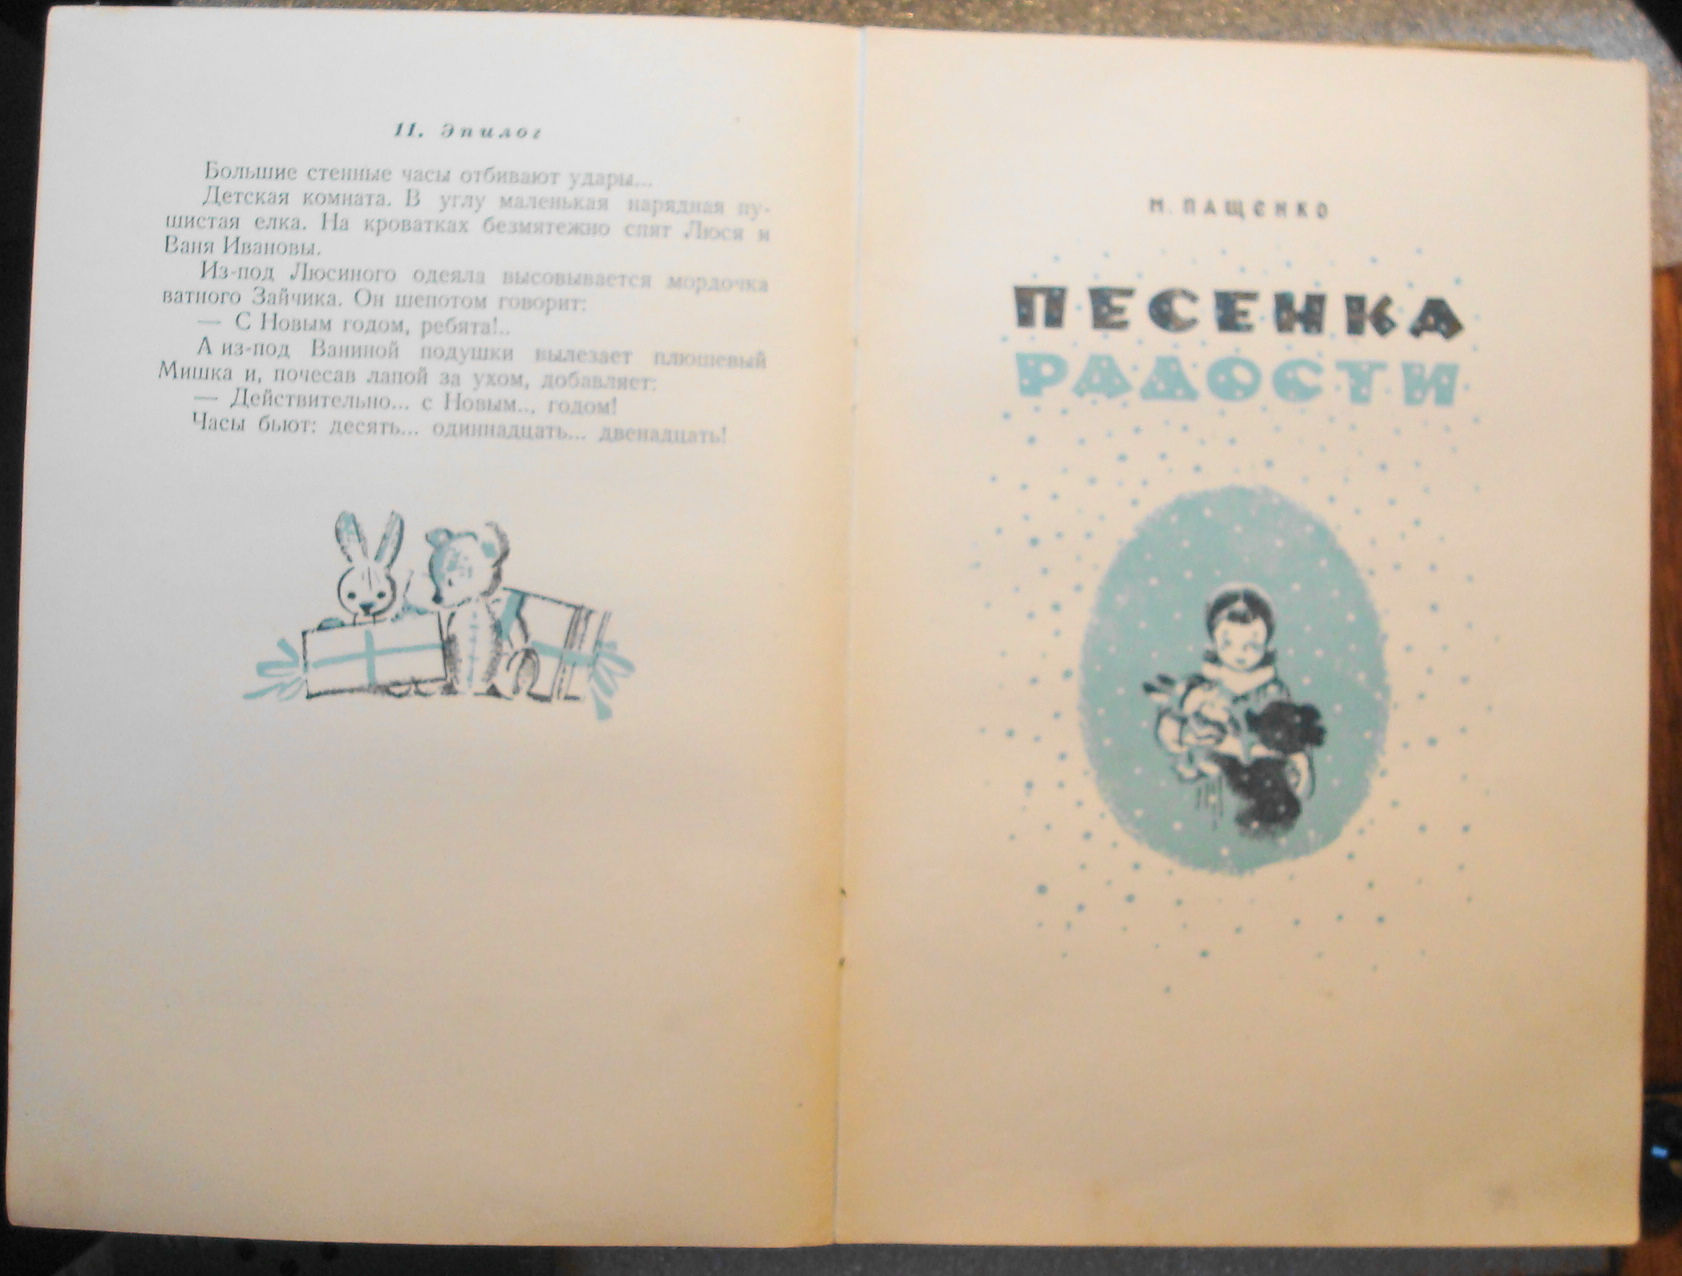 11. Эпилог
Большие стенные часы отбивают удары...
Детская комната. В углу маленькая нарядная пу-
шистая елка. На кроватках безмятежно спят Люся и
Ваня Ивановы.
Из-под Люсиного одеяла высовывается мордочка
ватного Зайчика. Он шепотом говорит:
— С Новым годом, ребята!..
А из-под Ваниной подушки вылезает плюшевый
Мишка и, почесав лапой за ухом, добавляет:
— Действительно... с Новым... годом!
Часы бьют: десять... одиннадцать... двенадцать!
М. ПАЩЕНКО
ПЕСЕНКА
РАДОСТИ